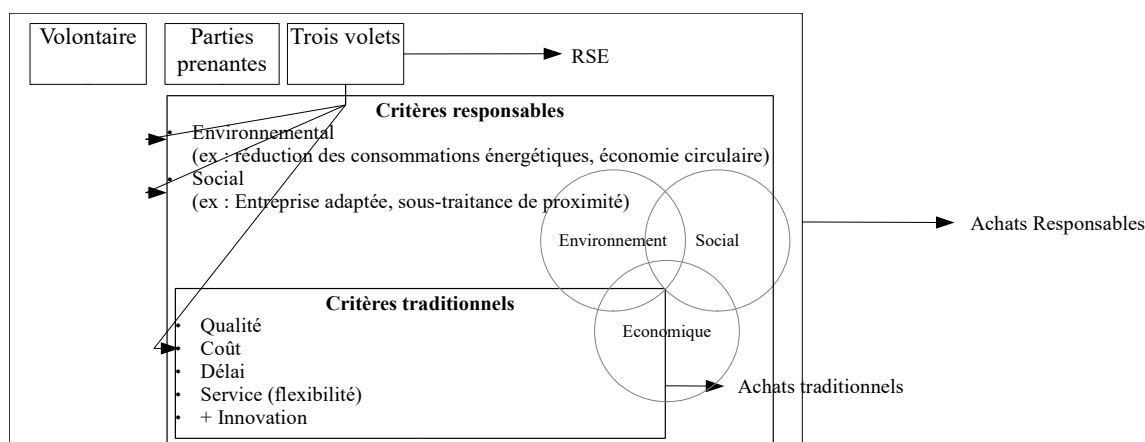 Volontaire
Parties
prenantes
Trois volets
RSE
Critères responsables
• Environnemental
(ex : réduction des consommations énergétiques, économie circulaire)
• Social
(ex : Entreprise adaptée, sous-traitance de proximité)
Environnement
Social
Economique
Achats Responsables
Critères traditionnels
• Qualité
• Coût
• Délai
• Service (flexibilité)
• + Innovation
Achats traditionnels